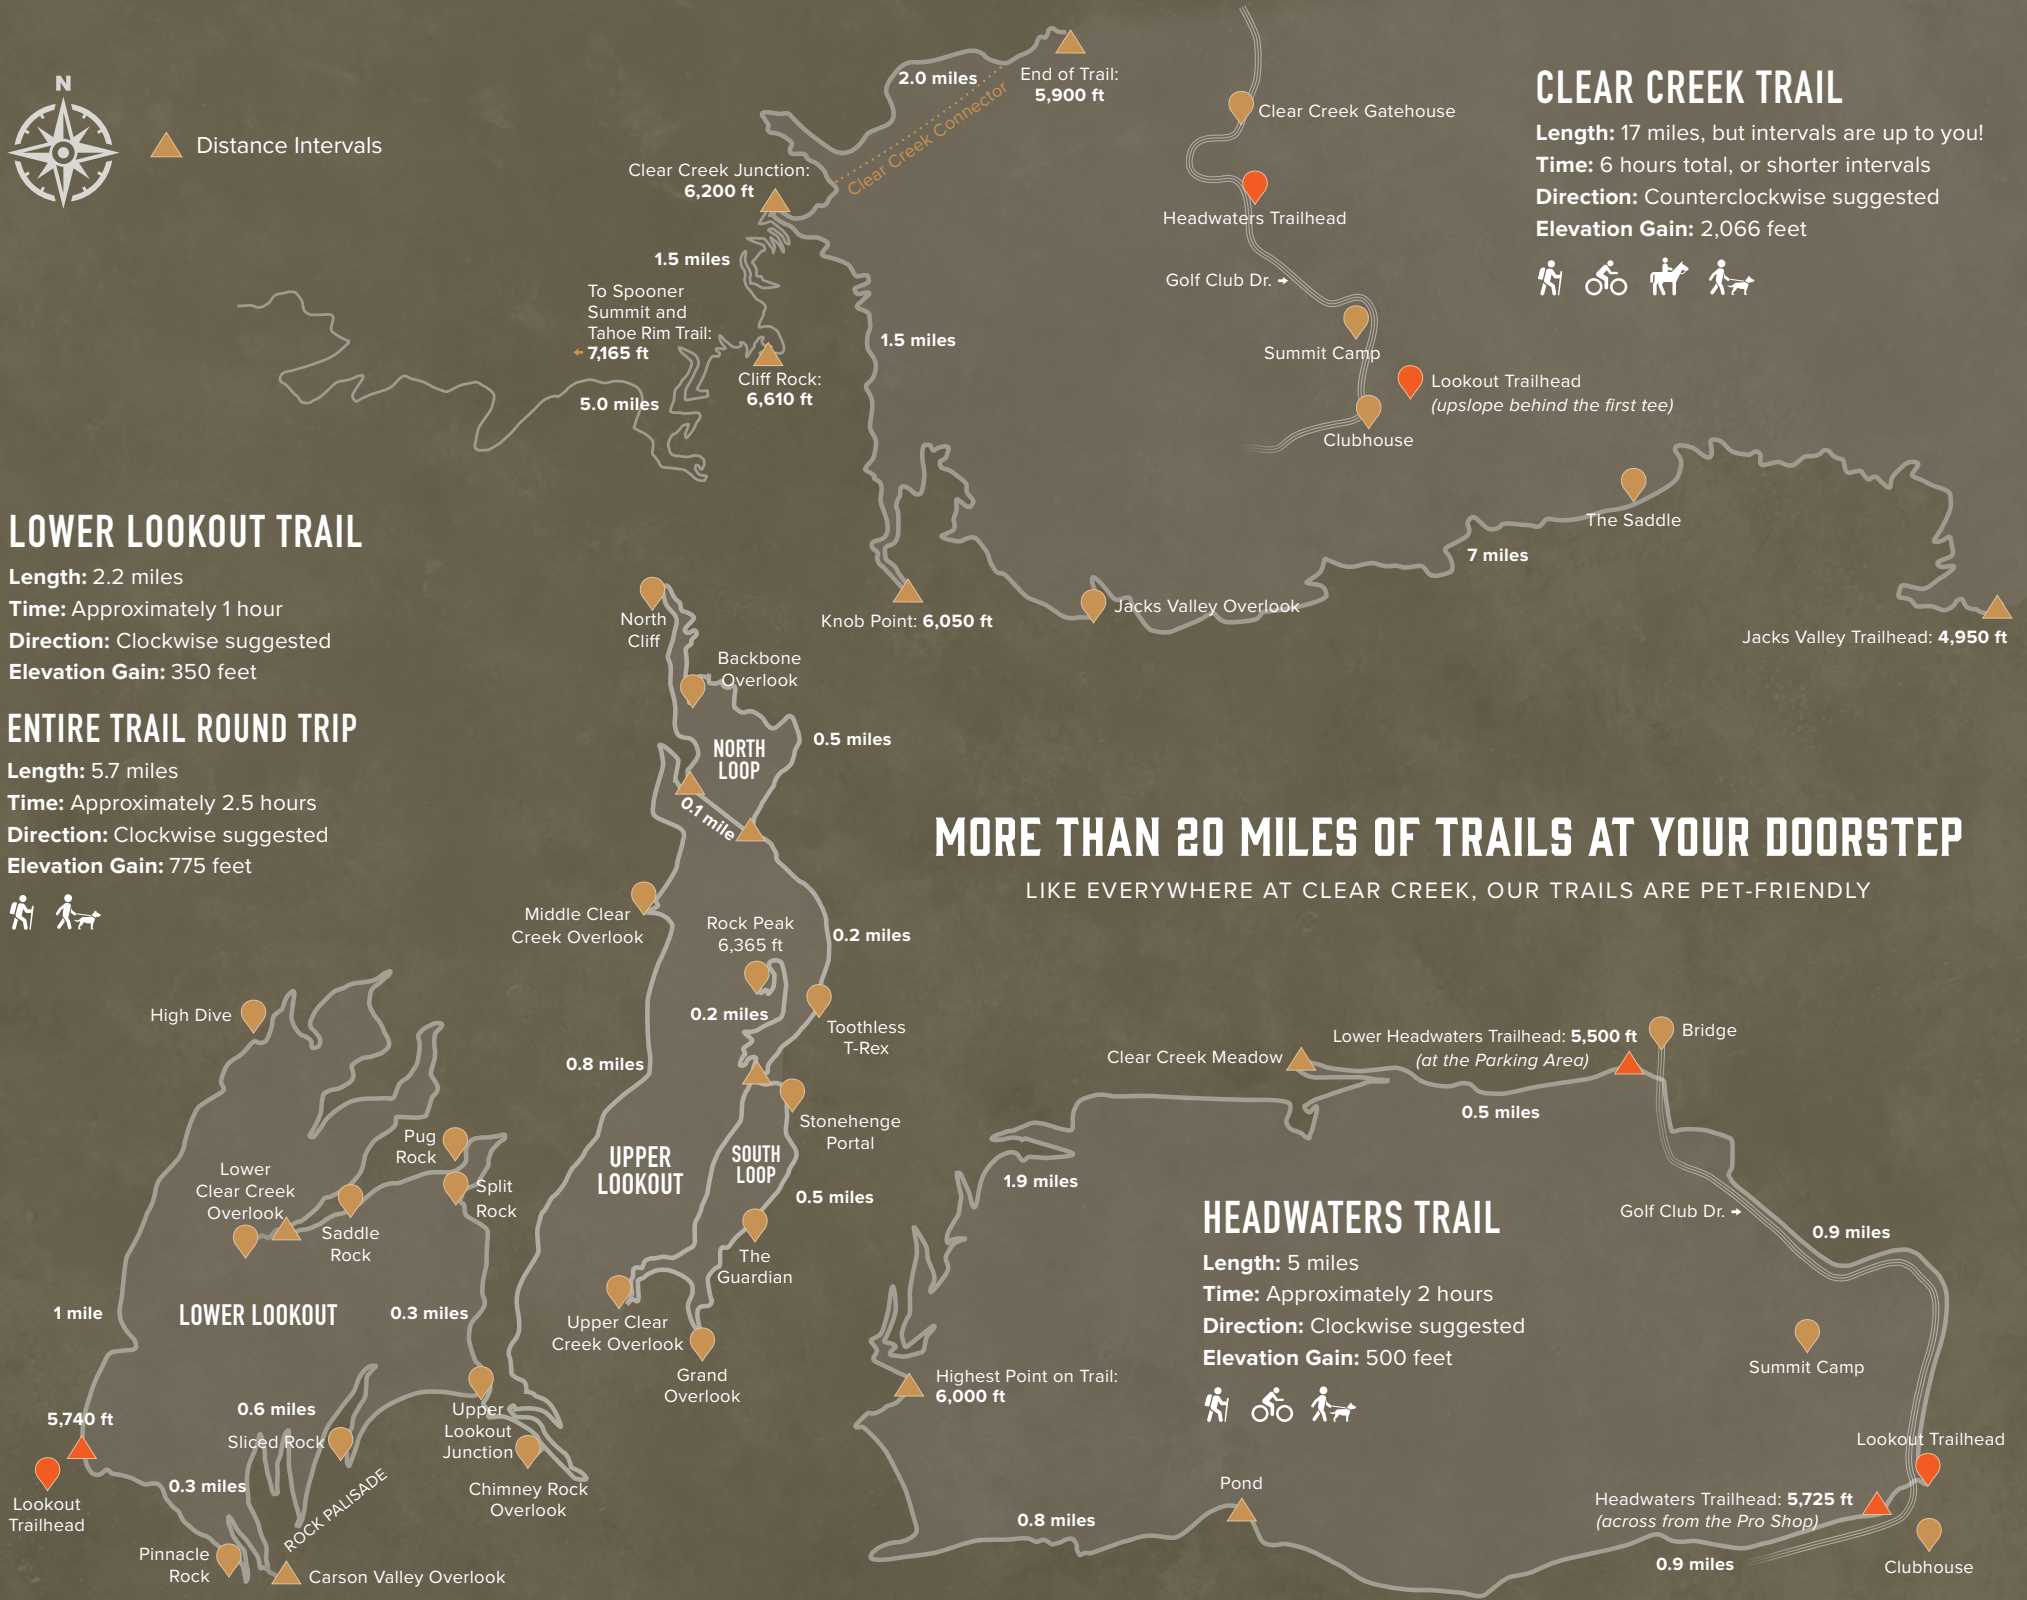 N
Distance Intervals
2.0 miles
End of Trail:
5,900 ft
Clear Creek Connector
Clear Creek Junction:
6,200 ft
1.5 miles
To Spooner
Summit and
Tahoe Rim Trail:
7,165 ft
Cliff Rock:
6,610 ft
5.0 miles
1.5 miles
Clear Creek Gatehouse
Headwaters Trailhead
Golf Club Dr.
Summit Camp
Lookout Trailhead
(upslope behind the first tee)
Clubhouse
CLEAR CREEK TRAIL
Length: 17 miles, but intervals are up to you!
Time: 6 hours total, or shorter intervals
Direction: Counterclockwise suggested
Elevation Gain: 2,066 feet
The Saddle
7 miles
Jacks Valley Overlook
Knob Point: 6,050 ft
Jacks Valley Trailhead: 4,950 ft
LOWER LOOKOUT TRAIL
Length: 2.2 miles
Time: Approximately 1 hour
Direction: Clockwise suggested
Elevation Gain: 350 feet
ENTIRE TRAIL ROUND TRIP
Length: 5.7 miles
Time: Approximately 2.5 hours
Direction: Clockwise suggested
Elevation Gain: 775 feet
North
Cliff
Backbone
Overlook
NORTH
LOOP
0.5 miles
0.1 mile
Middle Clear
Creek Overlook
Rock Peak
6,365 ft
0.2 miles
0.2 miles
Toothless
T-Rex
0.8 miles
Stonehenge
Portal
UPPER
LOOKOUT
SOUTH
LOOP
0.5 miles
The
Guardian
Upper Clear
Creek Overlook
Grand
Overlook
MORE THAN 20 MILES OF TRAILS AT YOUR DOORSTEP
LIKE EVERYWHERE AT CLEAR CREEK, OUR TRAILS ARE PET-FRIENDLY
High Dive
Pug
Rock
Lower
Clear Creek
Overlook
Split
Rock
Saddle
Rock
1 mile
LOWER LOOKOUT
0.3 miles
5,740 ft
0.6 miles
Sliced Rock
Upper
Lookout
Junction
0.3 miles
ROCK PALISADE
Chimney Rock
Overlook
Lookout
Trailhead
Pinnacle
Rock
Carson Valley Overlook
Clear Creek Meadow
Lower Headwaters Trailhead: 5,500 ft
(at the Parking Area)
Bridge
0.5 miles
1.9 miles
HEADWATERS TRAIL
Length: 5 miles
Time: Approximately 2 hours
Direction: Clockwise suggested
Elevation Gain: 500 feet
Golf Club Dr.
0.9 miles
Summit Camp
Highest Point on Trail:
6,000 ft
Lookout Trailhead
Pond
Headwaters Trailhead: 5,725 ft
(across from the Pro Shop)
0.8 miles
0.9 miles
Clubhouse